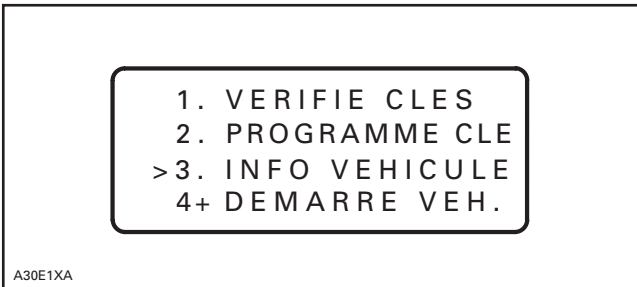 1. VERIFIE CLES
2. PROGRAMME CLE
>3. INFO VEHICULE
4+ DEMARRE VEH.
A30E1XA